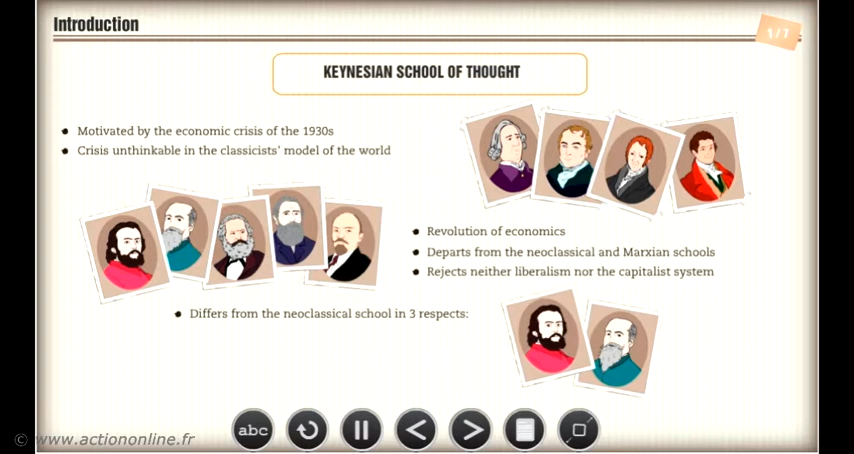 Introduction
1/7
KEYNESIAN SCHOOL OF THOUGHT
Motivated by the economic crisis of the 1930s
Crisis unthinkable in the classicists' model of the world
Revolution of economics
Departs from the neoclassical and Marxian schools
Rejects neither liberalism nor the capitalist system
Differs from the neoclassical school in 3 respects:
abc
© www.actiononline.fr